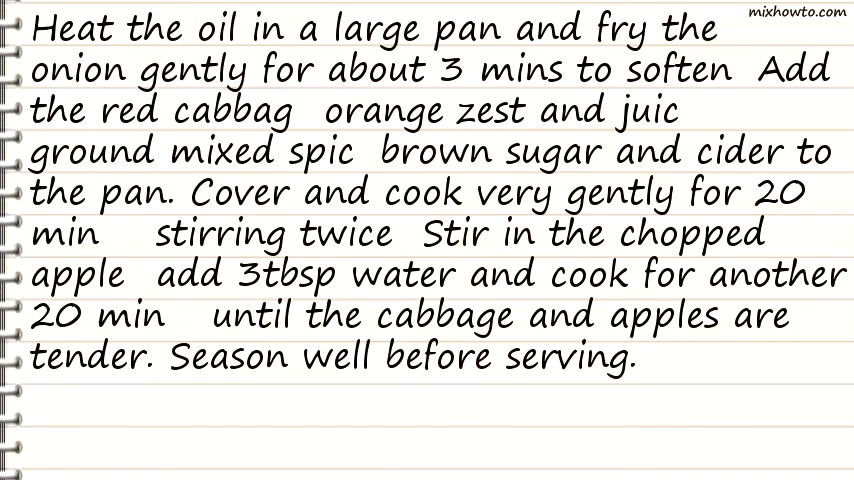 mixhowto.com
Heat the oil in a large pan and fry the
onion gently for about 3 mins to soften Add
the red cabbag orange zest and juic
ground mixed spic brown sugar and cider to
the pan. Cover and cook very gently for 20
min stirring twice Stir in the chopped
apple add 3tbsp water and cook for another
20 min until the cabbage and apples are
tender. Season well before serving.